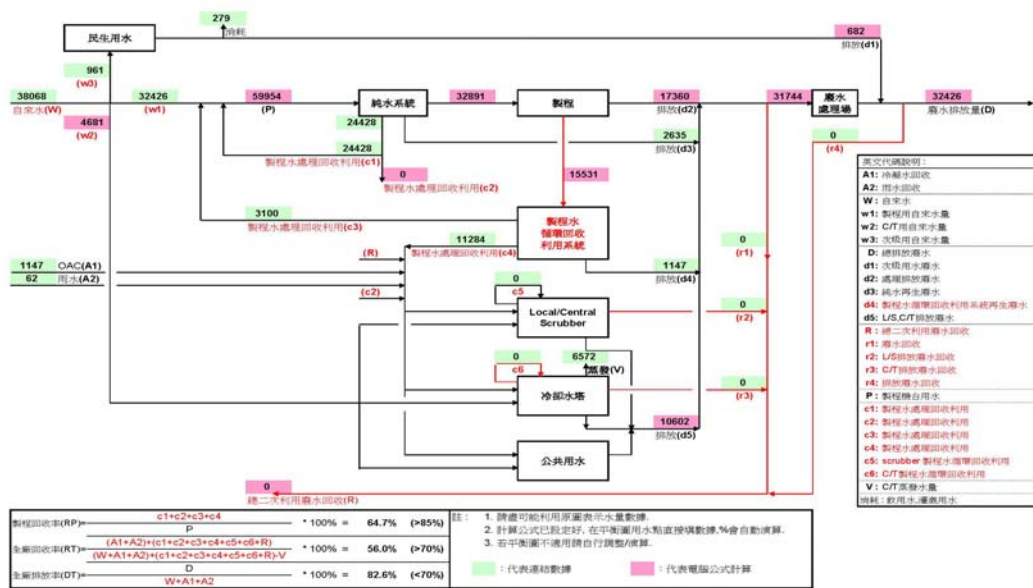 279
消耗
民生用水
682
排放(d1)
961
(w3)
38068
自來水(W)
32426
(w1)
59954
(P)
純水系統
32891
製程
17360
排放(d2)
31744
廢水
處理場
32426
廢水排放量(D)
4681
(w2)
24428
24428
製程水處理回收利用(c1)
0
製程水處理回收利用(c2)
2635
排放(d3)
0
(r4)
15531
3100
製程水處理回收利用(c3)
製程水
循環回收
利用系統
11284
製程水處理回收利用(c4)
(R)
0
(r1)
1147
OAC(A1)
62
雨水(A2)
1147
排放(d4)
(c2)
0
c5
Local/Central
Scrubber
0
(r2)
0
c6
6572
蒸發(V)
冷卻水塔
0
(r3)
10602
排放(d5)
公共用水
0
總二次利用廢水回收(R)
英文代碼說明：
A1: 冷凝水回收
A2: 雨水回收
W : 自來水
w1: 製程用自來水量
w2: C/T用自來水量
w3: 次級用自來水量
D: 總排放廢水
d1: 次級用水廢水
d2: 處理排放廢水
d3: 純水再生廢水
d4: 製程水循環回收利用系統再生廢水
d5: L/S,C/T排放廢水
R : 總二次利用廢水回收
r1: 廢水回收
r2: L/S排放廢水回收
r3: C/T排放廢水回收
r4: 排放廢水回收
P : 製程機台用水
c1: 製程水處理回收利用
c2: 製程水處理回收利用
c3: 製程水處理回收利用
c4: 製程水處理回收利用
c5: scrubber 製程水循環回收利用
c6: C/T製程水循環回收利用
V : C/T蒸發水量
消耗 : 飲用水,灌溉用水
製程回收率(RP)= c1+c2+c3+c4 / P * 100% = 64.7% (>85%)
全廠回收率(RT)= (A1+A2)+(c1+c2+c3+c4+c5+c6+R) / (W+A1+A2)+(c1+c2+c3+c4+c5+c6+R)-V * 100% = 56.0% (>70%)
全廠排放率(DT)= D / W+A1+A2 * 100% = 82.6% (<70%)
註： 1. 請盡可能利用原圖表示水量數據.
2. 計算公式已設定好, 在平衡圖用水點直接填數據,%會自動演算.
3. 若平衡圖不適用請自行調整/演算.
：代表連結數據
：代表電腦公式計算